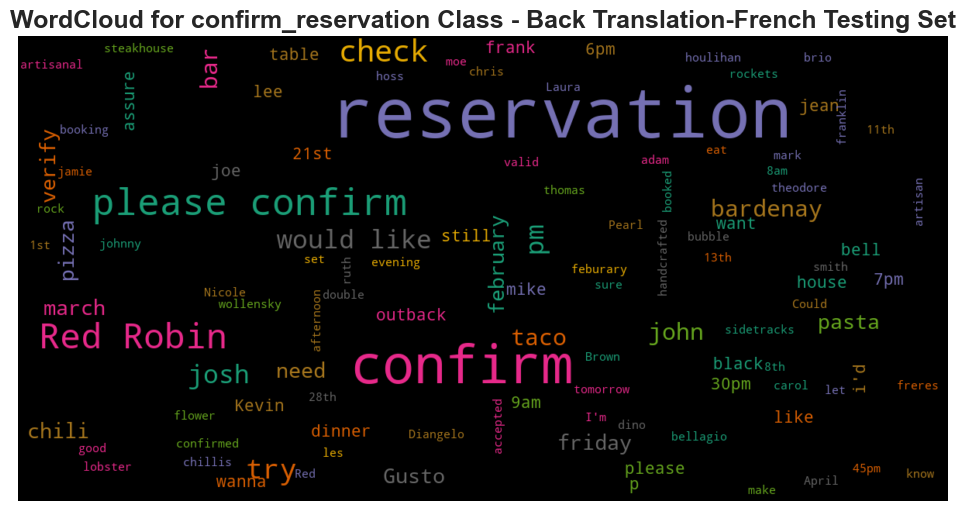 WordCloud for confirm_reservation Class - Back Translation-French Testing Set
steakhouse
artisanal
bar
table
check
frank
6pm
moe
chris
hoss
houlihan
brio
rockets
Laura
lee
assure
reservation
jean
franklin
11th
booking
verify
21st
valid
adam
eat
mark
8am
jamie
joe
thomas
booked
theodore
artisan
rock
please confirm
Pearl
bardenay
want
1st
johnny
pizza
would like
still
february
pm
handcrafted
bubble
bell
set
evening
ruth
feburary
sure
13th
smith
house
7pm
Nicole
wollensky
double
mike
Could
march
afternoon
outback
Red Robin
taco
john
sidetracks
pasta
confirm
Brown
josh
need
black
8th
30pm
carol
let
i'd
freres
tomorrow
28th
Kevin
9am
flower
accepted
I'm
like
chili
dinner
Diangelo
dino
bellagio
good
confirmed
les
friday
lobster
chillis
try
Red
wanna
Gusto
please
p
45pm
know
April
make